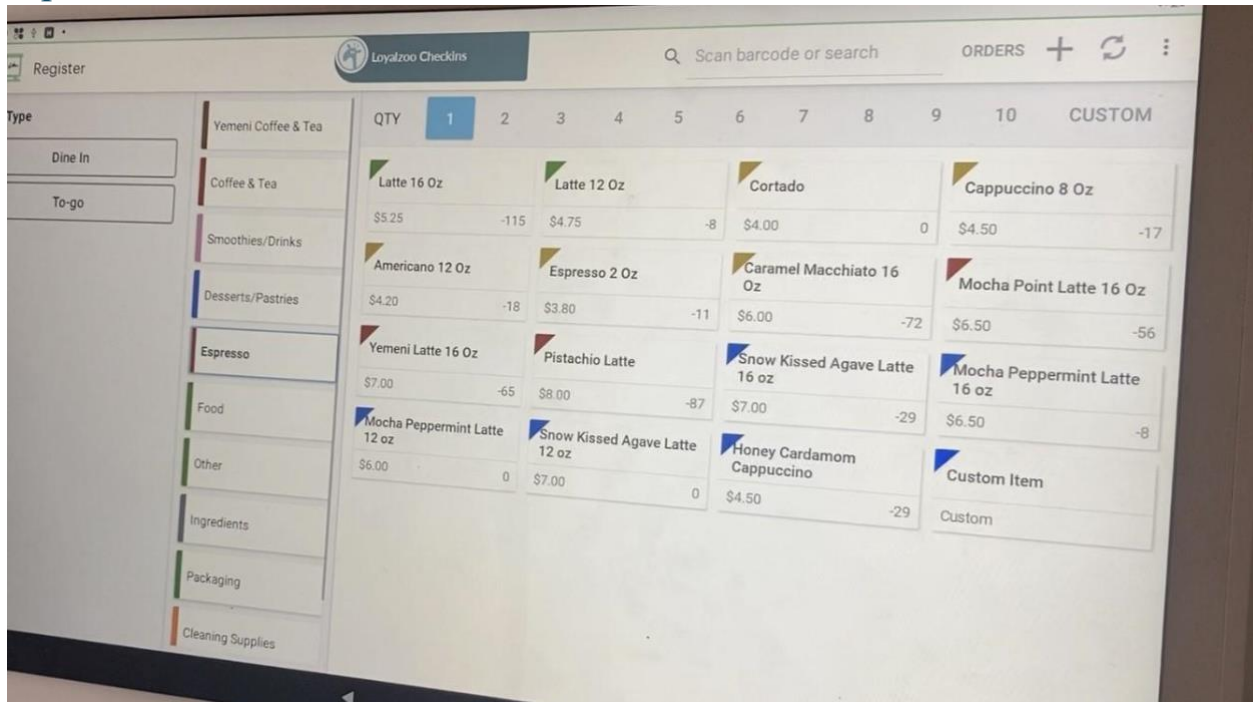 Register
Loyalzoo Checkins
Scan barcode or search
ORDERS
Type
Dine In
To-go
Yemeni Coffee & Tea
Coffee & Tea
Smoothies/Drinks
Desserts/Pastries
Espresso
Food
Other
Ingredients
Packaging
Cleaning Supplies
QTY 1 2 3 4 5 6 7 8 9 10 CUSTOM
Latte 16 Oz
$5.25 -115
Latte 12 Oz
$4.75 -8
Cortado
$4.00 0
Cappuccino 8 Oz
$4.50 -17
Americano 12 Oz
$4.20 -18
Espresso 2 Oz
$3.80 -11
Caramel Macchiato 16
Oz
$6.00 -72
Mocha Point Latte 16 Oz
$6.50 -56
Yemeni Latte 16 Oz
$7.00 -65
Pistachio Latte
$8.00 -87
Snow Kissed Agave Latte
16 oz
$7.00 -29
Mocha Peppermint Latte
16 oz
$6.50 -8
Mocha Peppermint Latte
12 oz
$6.00 0
Snow Kissed Agave Latte
12 oz
$7.00 0
Honey Cardamom
Cappuccino
$4.50 -29
Custom Item
Custom